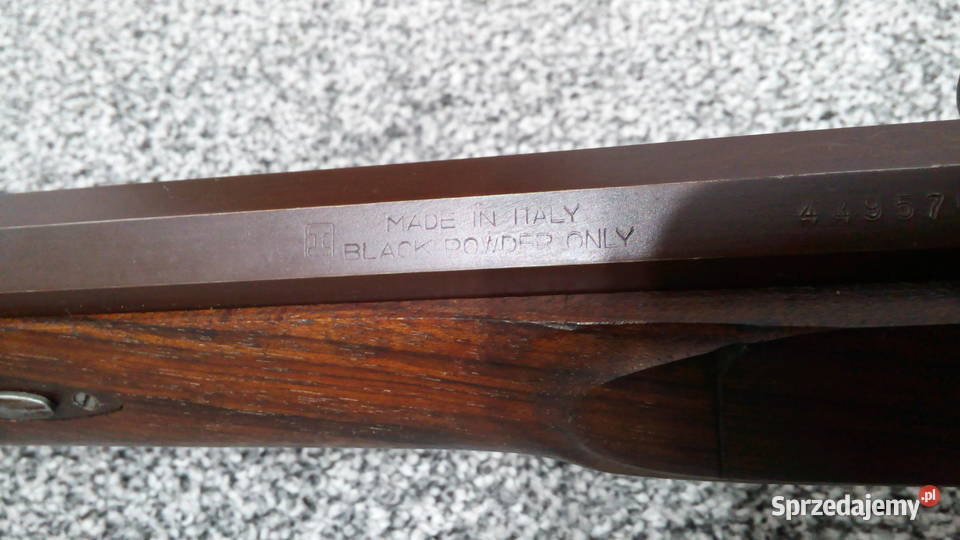 MADE IN ITALY
BLACK POWDER ONLY
44957
Sprzedajemy.pl